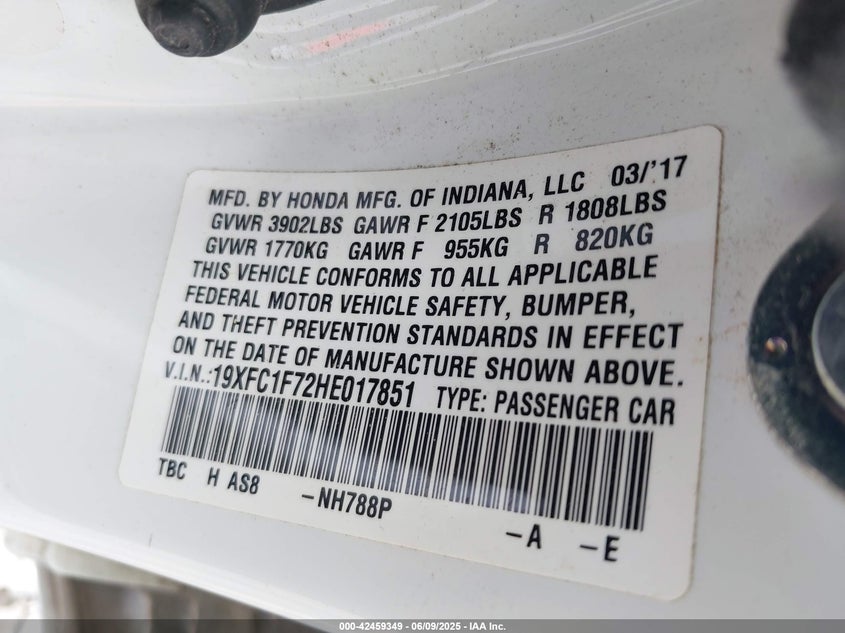 MFD. BY HONDA MFG. OF INDIANA, LLC 03/'17
GVWR 3902LBS GAWR F 2105LBS R 1808LBS
GVWR 1770KG GAWR F 955KG R 820KG
THIS VEHICLE CONFORMS TO ALL APPLICABLE
FEDERAL MOTOR VEHICLE SAFETY, BUMPER,
AND THEFT PREVENTION STANDARDS IN EFFECT
ON THE DATE OF MANUFACTURE SHOWN ABOVE.
V.I.N.:19XFC1F72HE017851 TYPE: PASSENGER CAR
TBC H AS8 -NH788P -A -E
000-42459349 | 06/09/2025 - IAA Inc.